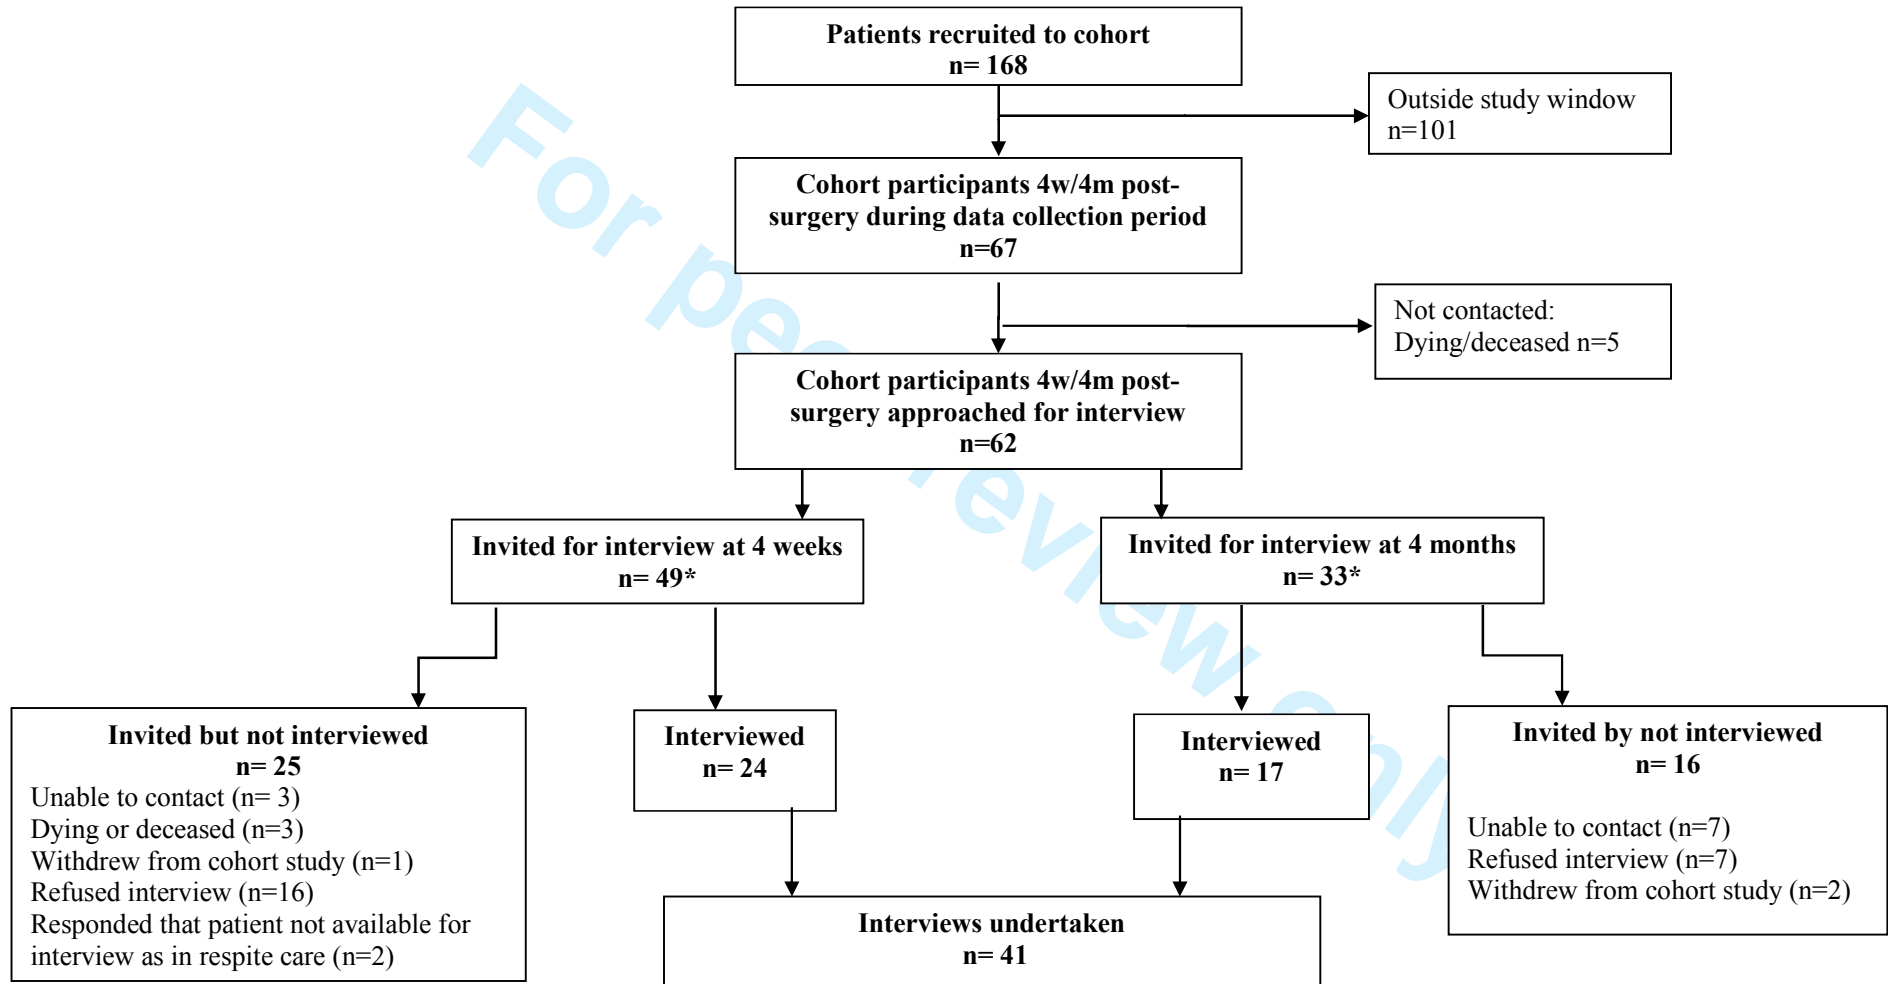 Patients recruited to cohort
n= 168
Outside study window
n=101
Cohort participants 4w/4m post-
surgery during data collection period
n=67
Not contacted:
Dying/deceased n=5
Cohort participants 4w/4m post-
surgery approached for interview
n=62
Invited for interview at 4 weeks
n= 49*
Invited for interview at 4 months
n= 33*
Invited but not interviewed
n= 25
Unable to contact (n= 3)
Dying or deceased (n=3)
Withdrew from cohort study (n=1)
Refused interview (n=16)
Responded that patient not available for
interview as in respite care (n=2)
Interviewed
n= 24
Interviewed
n= 17
Invited by not interviewed
n= 16
Unable to contact (n=7)
Refused interview (n=7)
Withdrew from cohort study (n=2)
Interviews undertaken
n= 41
For peer review only